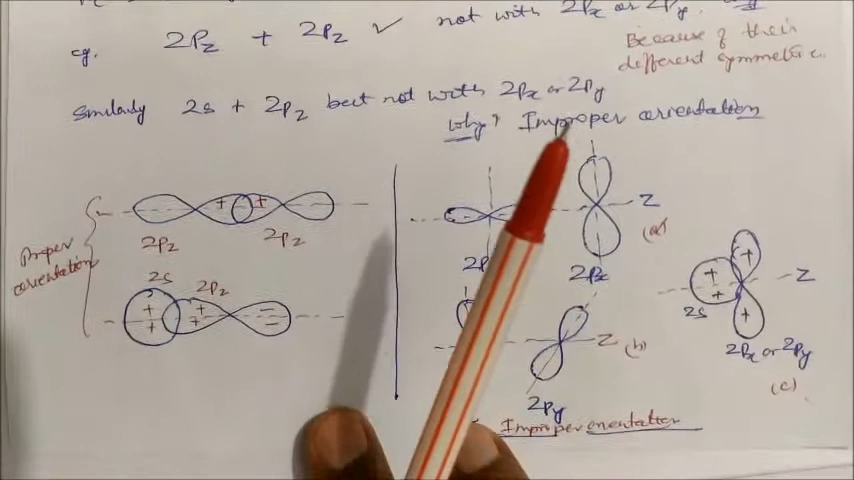 not with 2Px or 2Py.
eg. 2Pz + 2Pz ✓
Because of their
different symmetric.
Similarly 2s + 2Pz but not with 2Px or 2Py
Why? Improper orientation
Proper
orientation
+ +
2Pz 2Pz
2s 2Pz
+ + - -
+ +
Z
(a)
2P 2Px
Z
(b)
2Py
+ + +
+
Z
2s
2Px or 2Py
(c)
Improper orientation